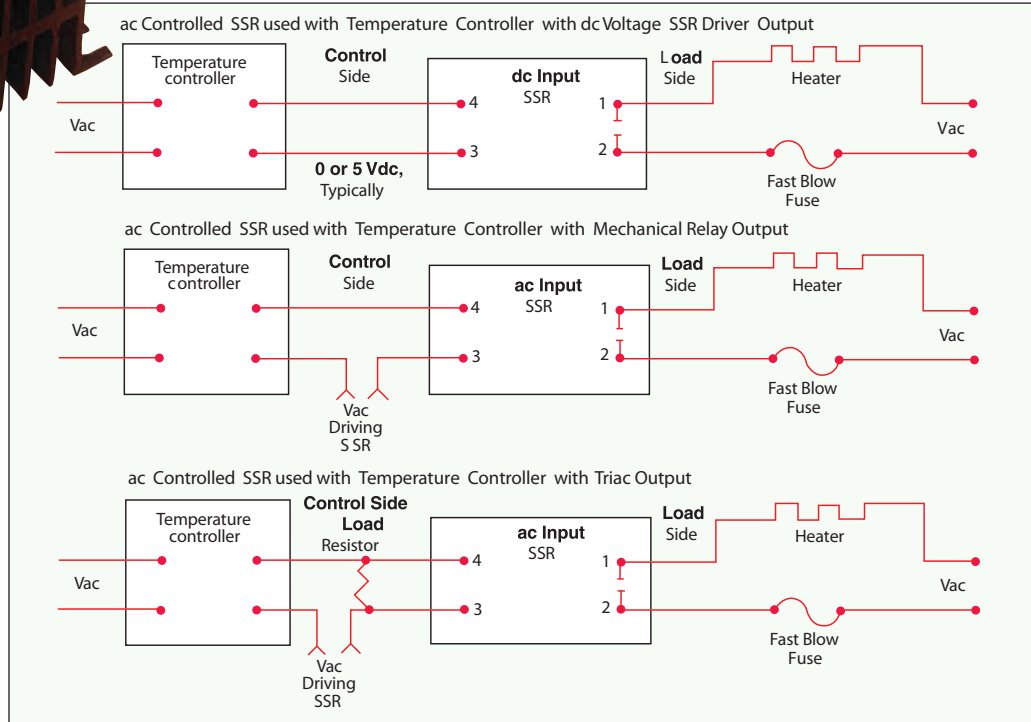 ac Controlled SSR used with Temperature Controller with dc Voltage SSR Driver Output
Temperature
controller
Control
Side
dc Input
SSR
Load
Side
Heater
4
1
Vac
Vac
3
2
0 or 5 Vdc,
Typically
Fast Blow
Fuse
ac Controlled SSR used with Temperature Controller with Mechanical Relay Output
Temperature
controller
Control
Side
ac Input
SSR
Load
Side
Heater
4
1
Vac
Vac
3
2
Vac
Driving
S SR
Fast Blow
Fuse
ac Controlled SSR used with Temperature Controller with Triac Output
Temperature
controller
Control Side
Load
Resistor
ac Input
SSR
Load
Side
Heater
4
1
Vac
Vac
3
2
Vac
Driving
SSR
Fast Blow
Fuse